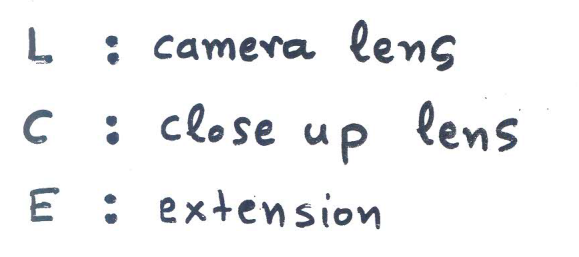 L : camera lens
C : close up lens
E : extension